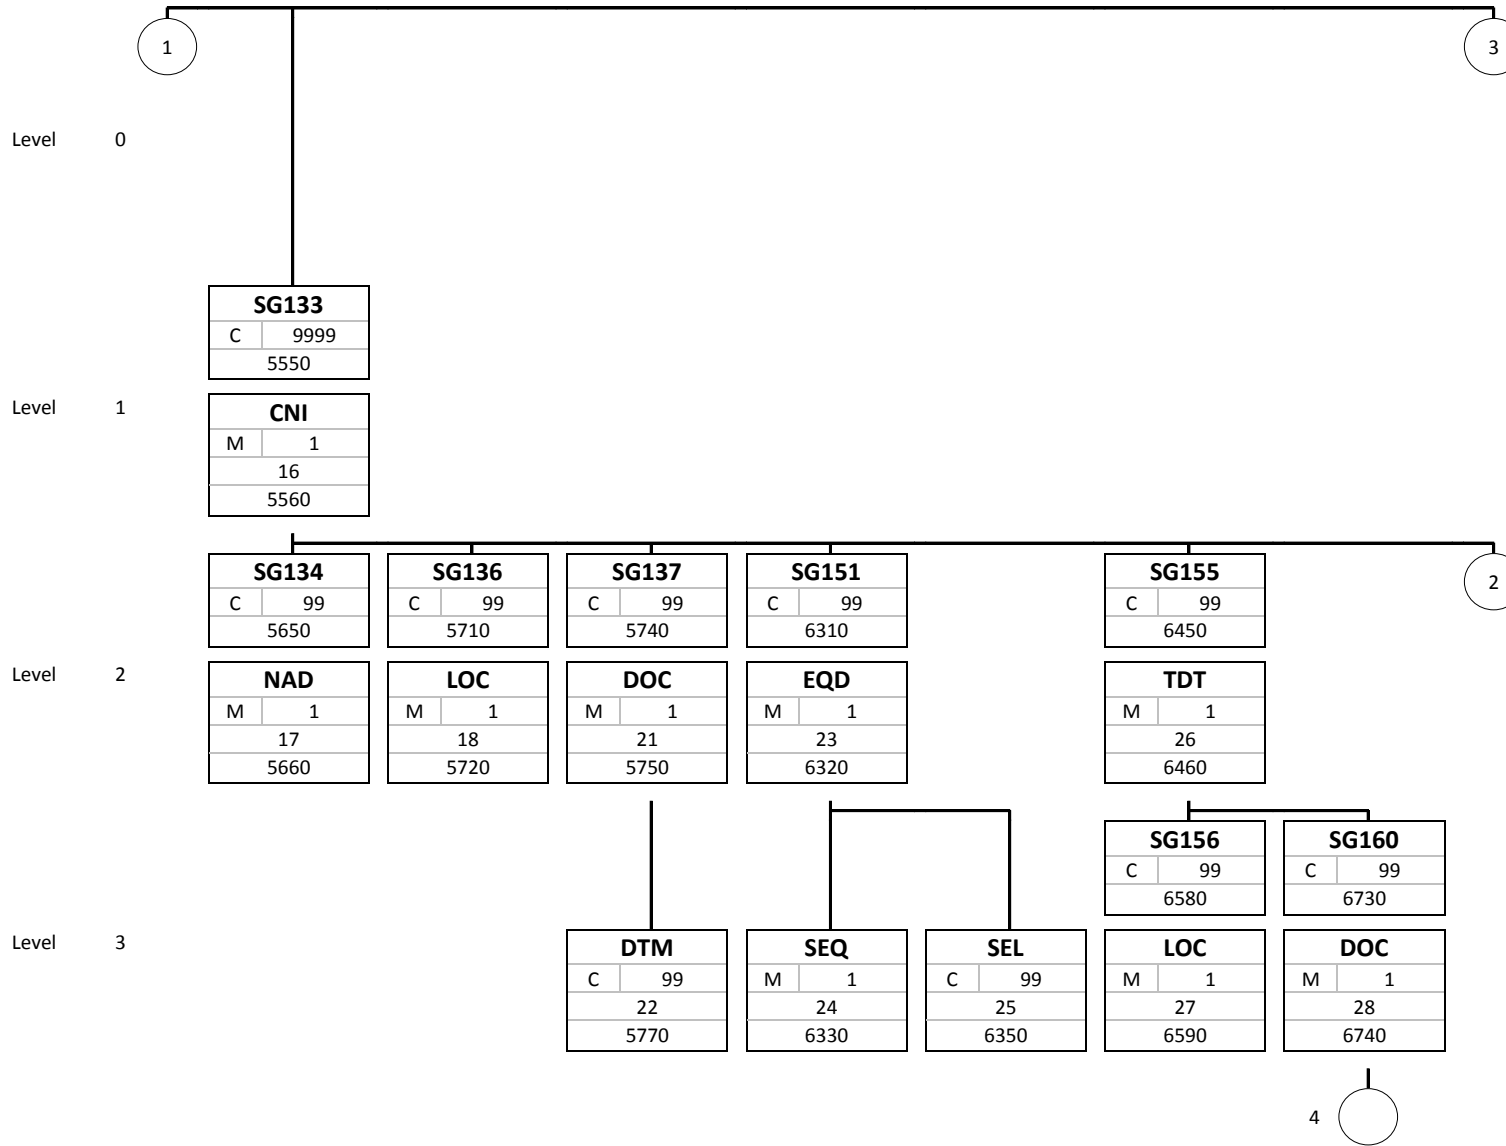 1
3
Level 0
SG133
C 9999
5550
Level 1
CNI
M 1
16
5560
SG134 SG136 SG137 SG151 SG155
C 99 C 99 C 99 C 99 C 99
5650 5710 5740 6310 6450
2
Level 2
NAD LOC DOC EQD TDT
M 1 M 1 M 1 M 1 M 1
17 18 21 23 26
5660 5720 5750 6320 6460
SG156 SG160
C 99 C 99
6580 6730
Level 3
DTM SEQ SEL LOC DOC
C 99 M 1 C 99 M 1 M 1
22 24 25 27 28
5770 6330 6350 6590 6740
4